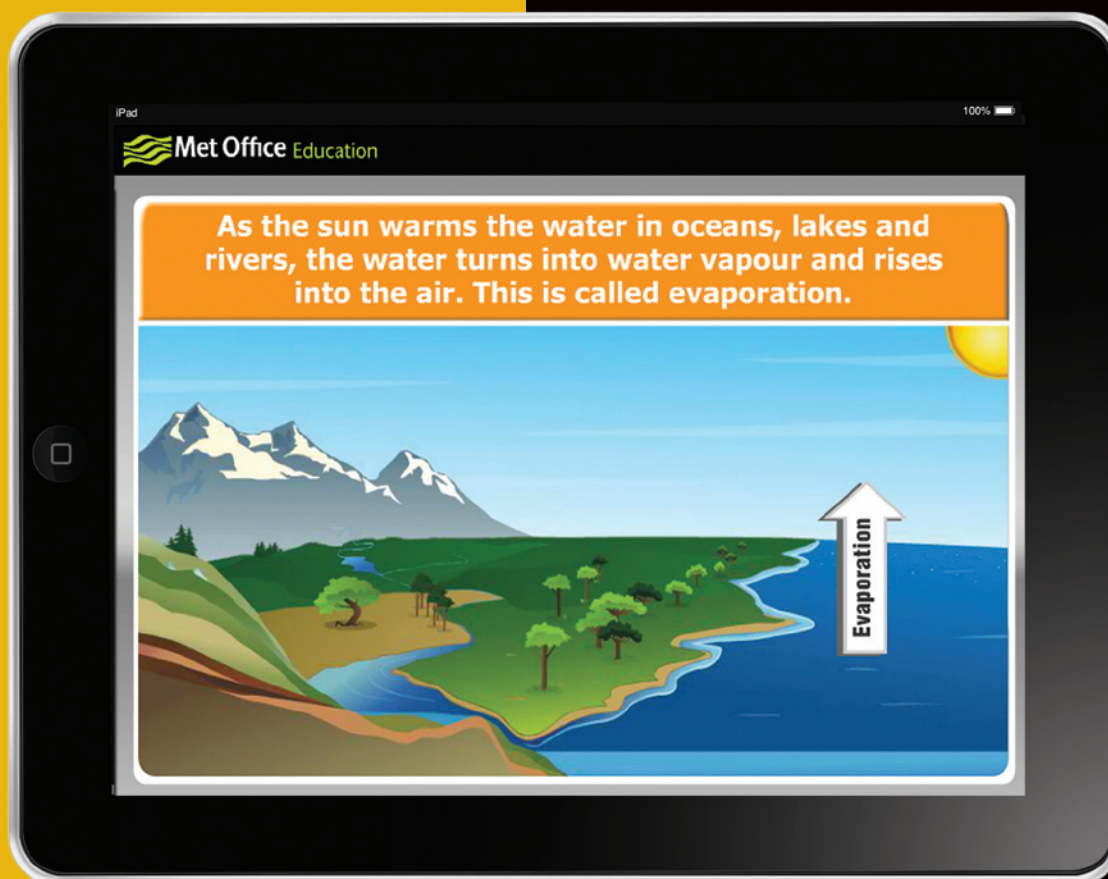 iPad
100%
Met Office Education
As the sun warms the water in oceans, lakes and
rivers, the water turns into water vapour and rises
into the air. This is called evaporation.
Evaporation